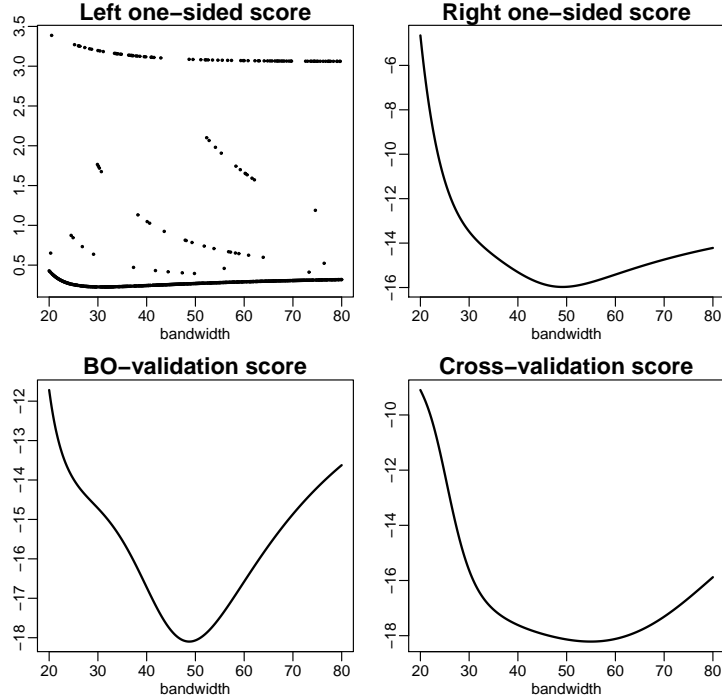 Left one−sided score
3.5
3.0
2.5
2.0
1.5
1.0
0.5
20 30 40 50 60 70 80
bandwidth
Right one−sided score
−6
−8
−10
−12
−14
−16
20 30 40 50 60 70 80
bandwidth
BO−validation score
−12
−13
−14
−15
−16
−17
−18
20 30 40 50 60 70 80
bandwidth
Cross−validation score
−10
−12
−14
−16
−18
20 30 40 50 60 70 80
bandwidth